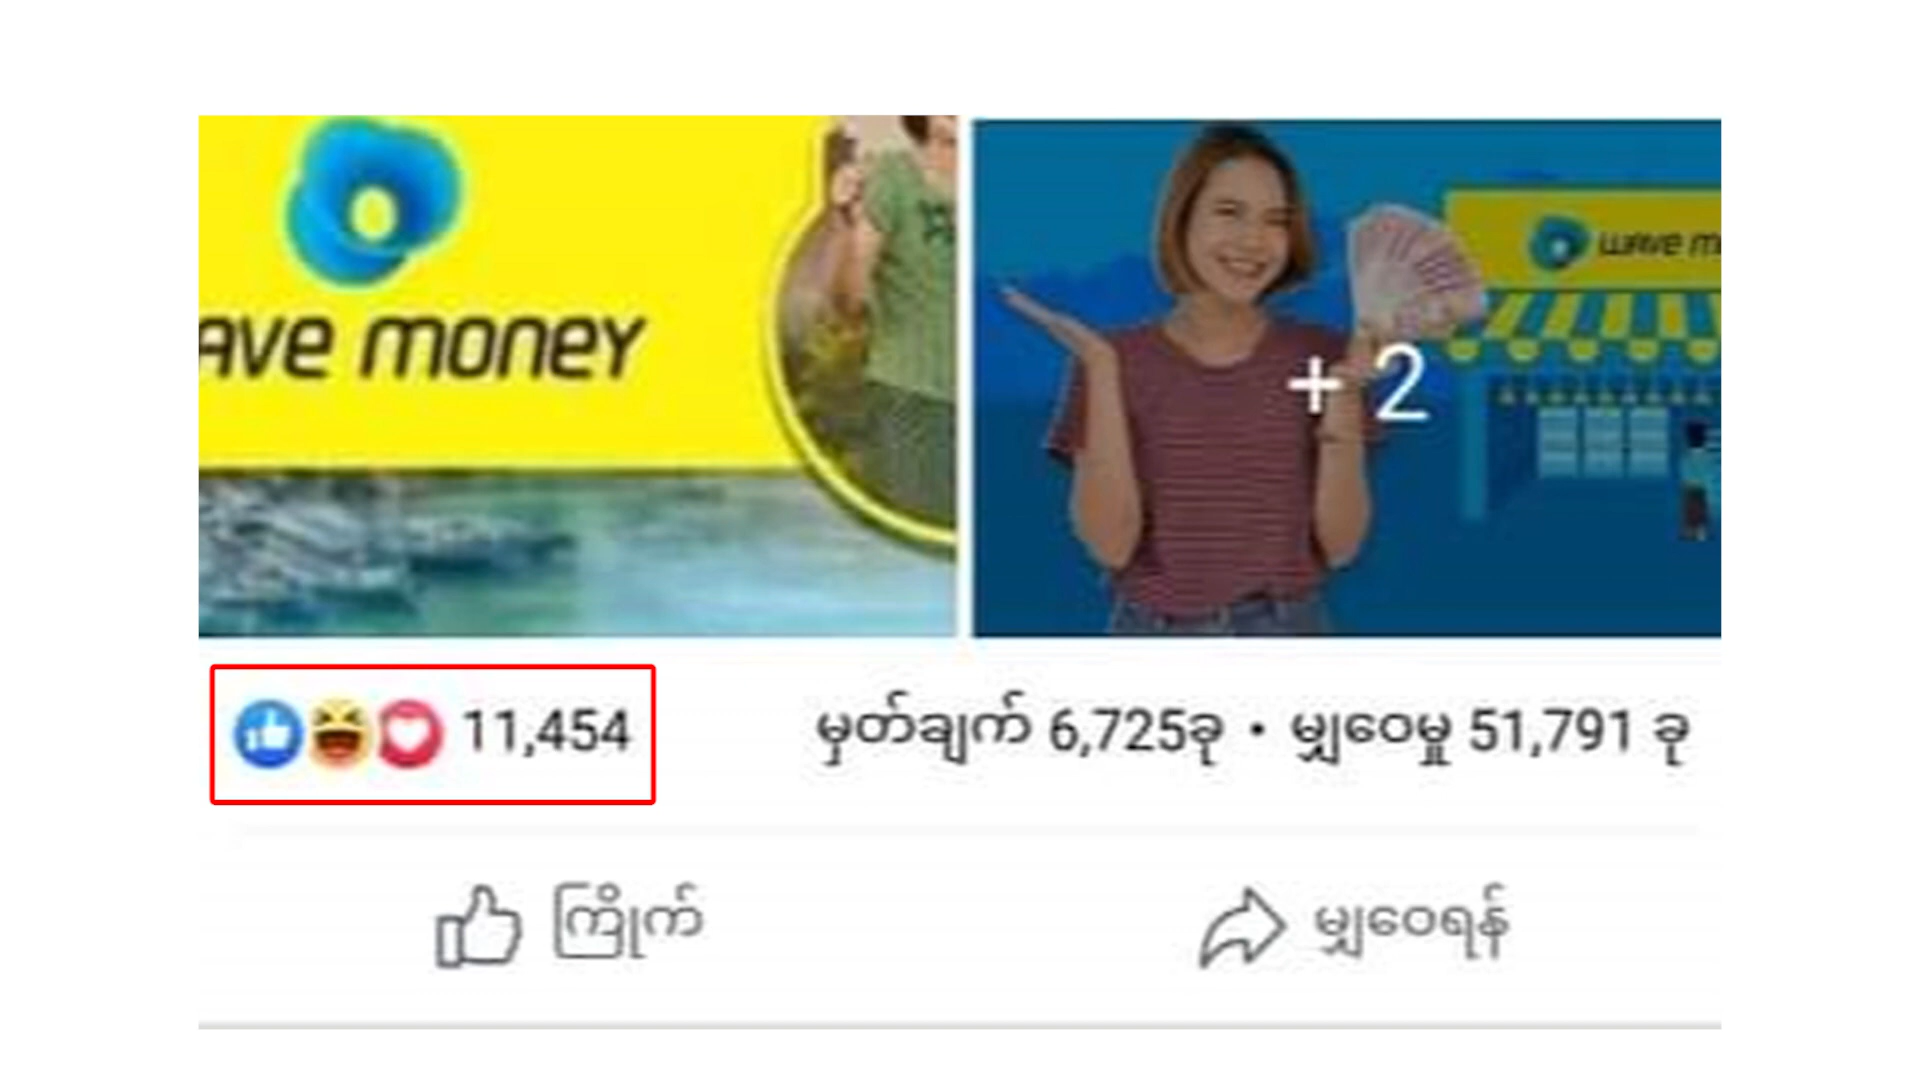 AVE MONEY
WAVE M
+ 2
11,454 မှတ်ချက် 6,725ခု • မျှဝေမှု 51,791 ခု
ကြိုက် မျှဝေရန်